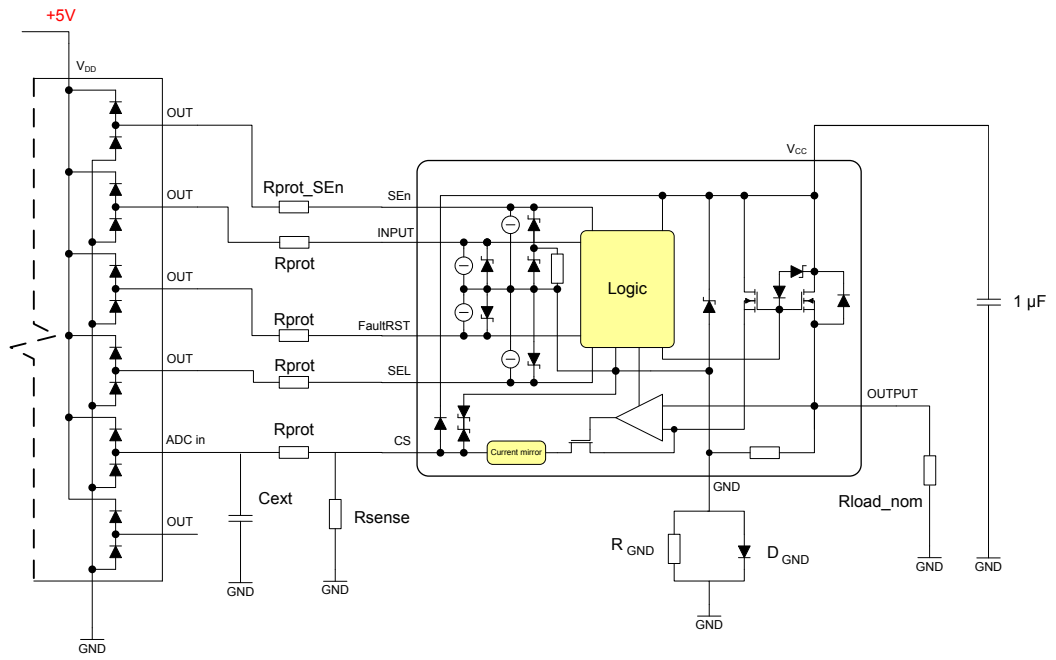 +5V
VDD
OUT
VCC
Rprot_SEn
SEn
OUT
INPUT
Rprot
Logic
OUT
1 µF
Rprot
FaultRST
OUT
SEL
Rprot
OUTPUT
Rprot
ADC in
CS
Current mirror
GND
Cext
Rsense
Rload_nom
OUT
R GND
D GND
GND
GND
GND
GND
GND
GND